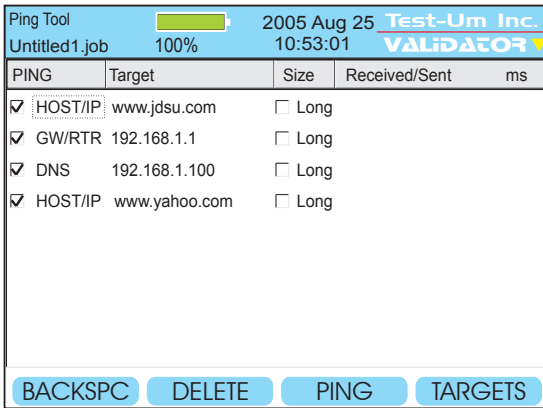 Ping Tool 2005 Aug 25 Test-Um Inc.
Untitled1.job 100% 10:53:01 VALiDATOR
PING Target Size Received/Sent ms
HOST/IP www.jdsu.com Long
GW/RTR 192.168.1.1 Long
DNS 192.168.1.100 Long
HOST/IP www.yahoo.com Long
BACKSPC DELETE PING TARGETS